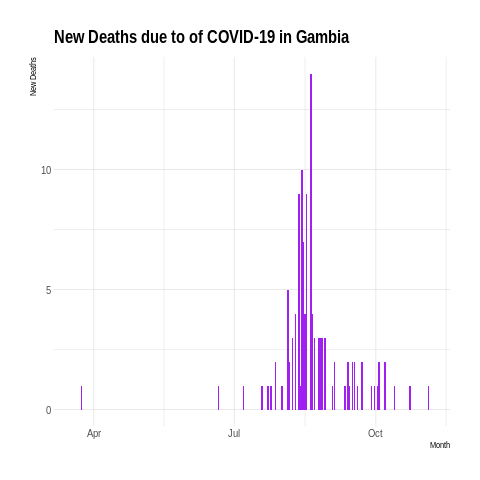 New Deaths due to of COVID-19 in Gambia
New Deaths
10
5
0
Apr Jul Oct
Month